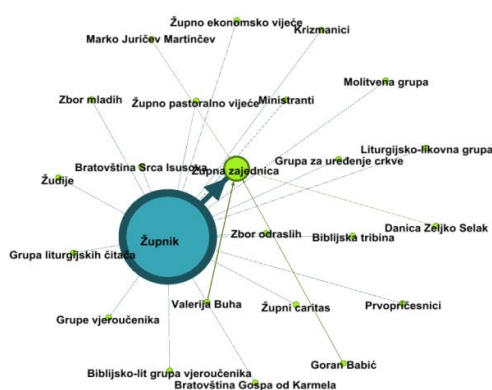 Župno ekonomsko vijeće
Krizmanici
Marko Juričev Martinčev
Molitvena grupa
Zbor mladih
Župno pastoralno vijeće
Ministranti
Liturgijsko-likovna grupa
Grupa za uređenje crkve
Bratovština Srca Isusova
Župna zajednica
Žudije
Danica Zeljko Selak
Zbor odraslih
Biblijska tribina
Župnik
Grupa liturgijskih čitača
Valerija Buha
Župni caritas
Prvopričesnici
Grupe vjeroučenika
Goran Babić
Biblijsko-lit grupa vjeroučenika
Bratovština Gospa od Karmela